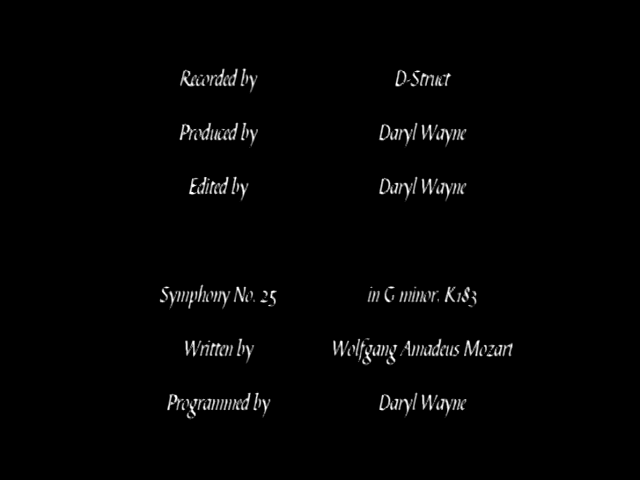 Recorded by D-Struct
Produced by Daryl Wayne
Edited by Daryl Wayne
Symphony No. 25 in G minor, K183
Written by Wolfgang Amadeus Mozart
Programmed by Daryl Wayne